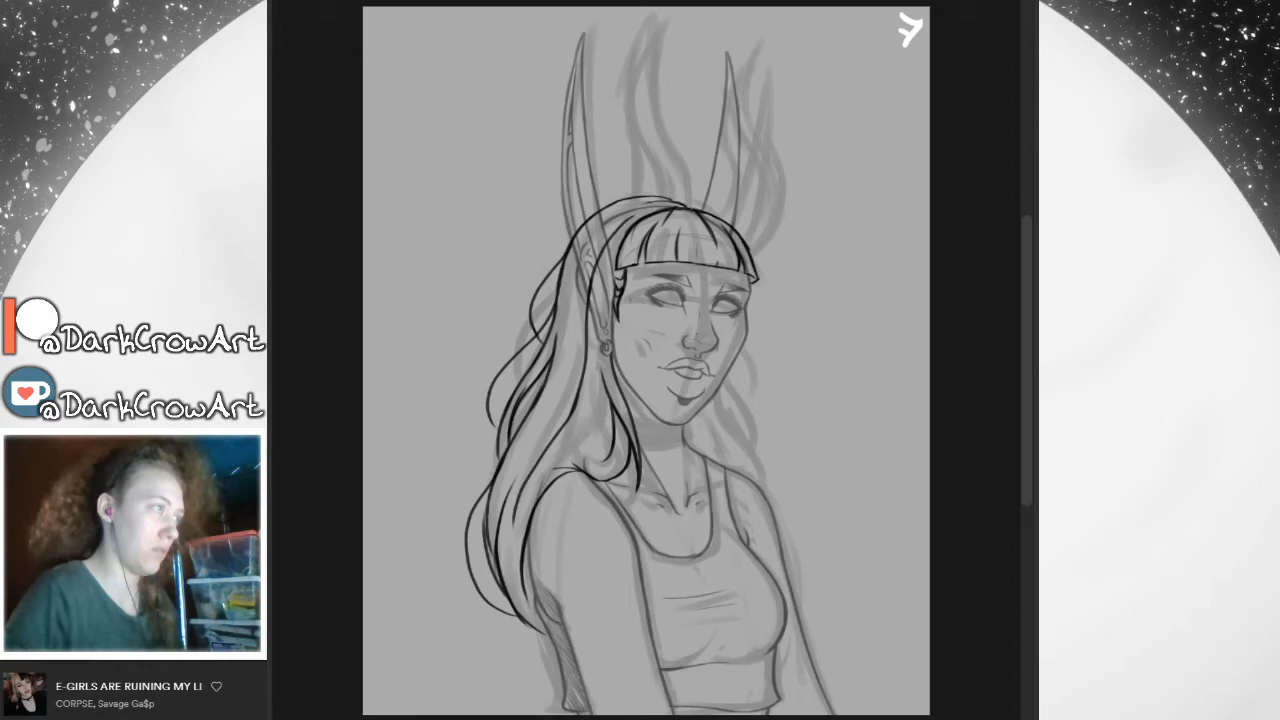 @DarkCrowArt
@DarkCrowArt
E-GIRLS ARE RUINING MY LI
CORPSE, Savage Ga$p